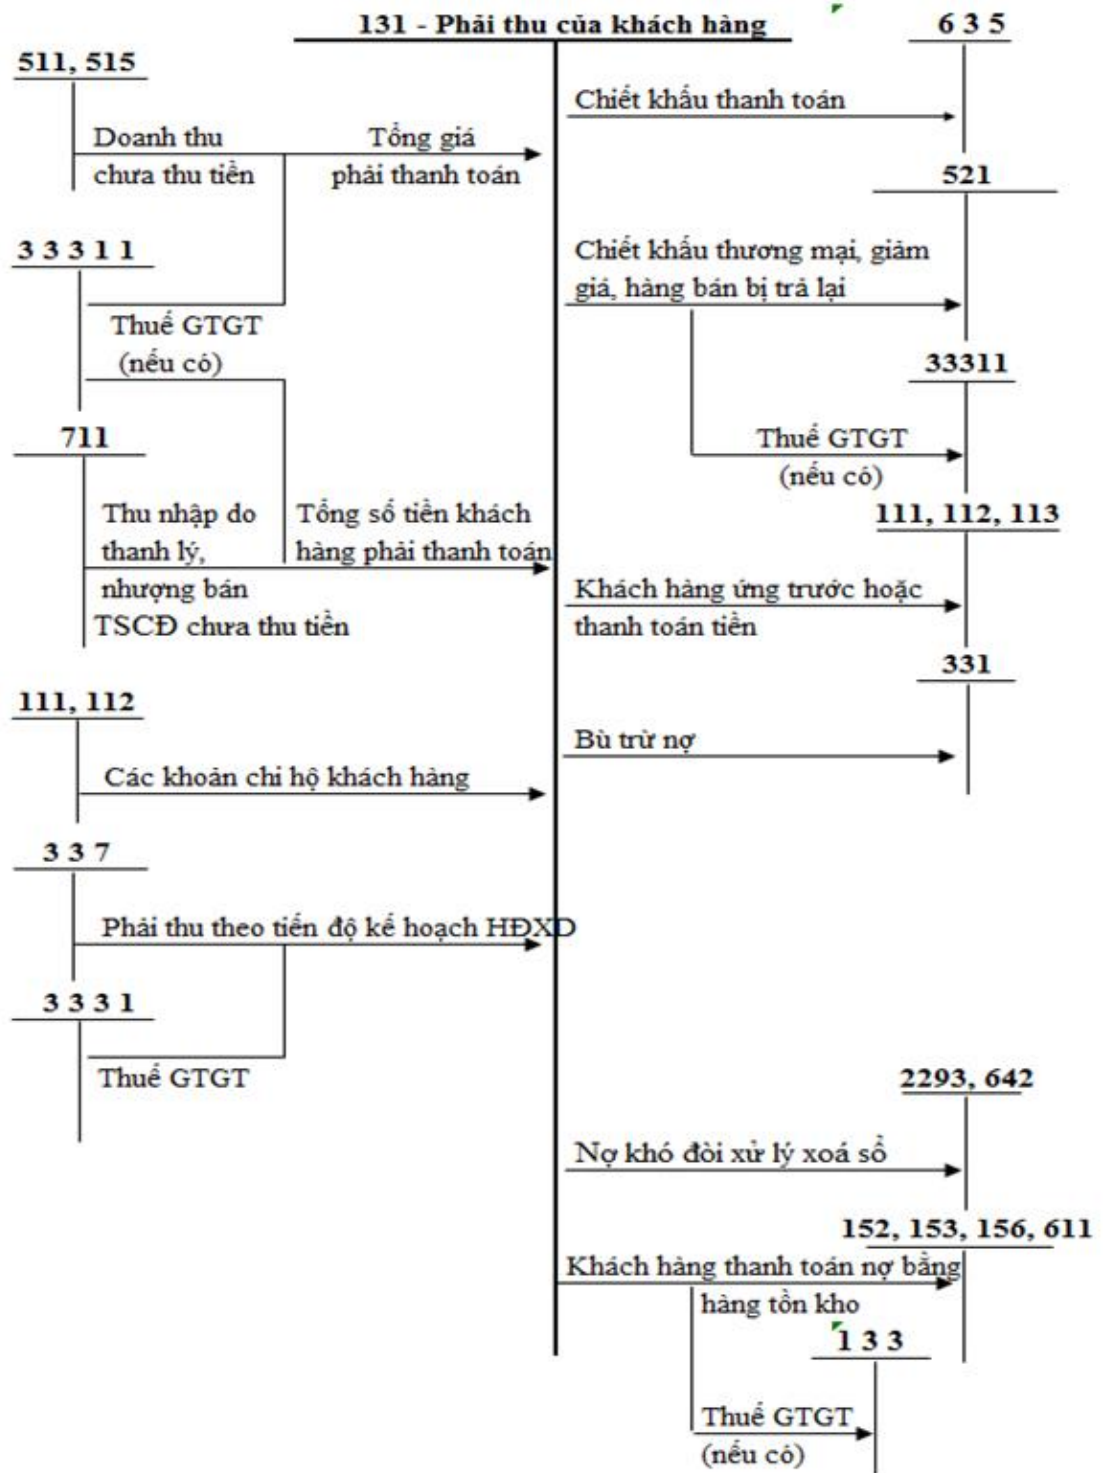 131 - Phải thu của khách hàng
511, 515
Doanh thu
chưa thu tiền
Tổng giá
phải thanh toán
3 3 3 1 1
Thuế GTGT
(nếu có)
711
Thu nhập do
thanh lý,
nhượng bán
TSCĐ chưa thu tiền
Tổng số tiền khách
hàng phải thanh toán
111, 112
Các khoản chi hộ khách hàng
3 3 7
Phải thu theo tiến độ kế hoạch HĐXD
3 3 3 1
Thuế GTGT
6 3 5
Chiết khấu thanh toán
521
Chiết khấu thương mại, giảm
giá, hàng bán bị trả lại
33311
Thuế GTGT
(nếu có)
111, 112, 113
Khách hàng ứng trước hoặc
thanh toán tiền
331
Bù trừ nợ
2293, 642
Nợ khó đòi xử lý xoá sổ
152, 153, 156, 611
Khách hàng thanh toán nợ bằng
hàng tồn kho
1 3 3
Thuế GTGT
(nếu có)